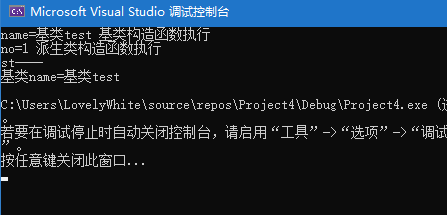 Microsoft Visual Studio 调试控制台
name=基类test 基类构造函数执行
no=1 派生类构造函数执行
st————
基类name=基类test
C:\Users\LovelyWhite\source\repos\Project4\Debug\Project4.exe (
。
若要在调试停止时自动关闭控制台，请启用“工具”->“选项”->“调试
”。
按任意键关闭此窗口...